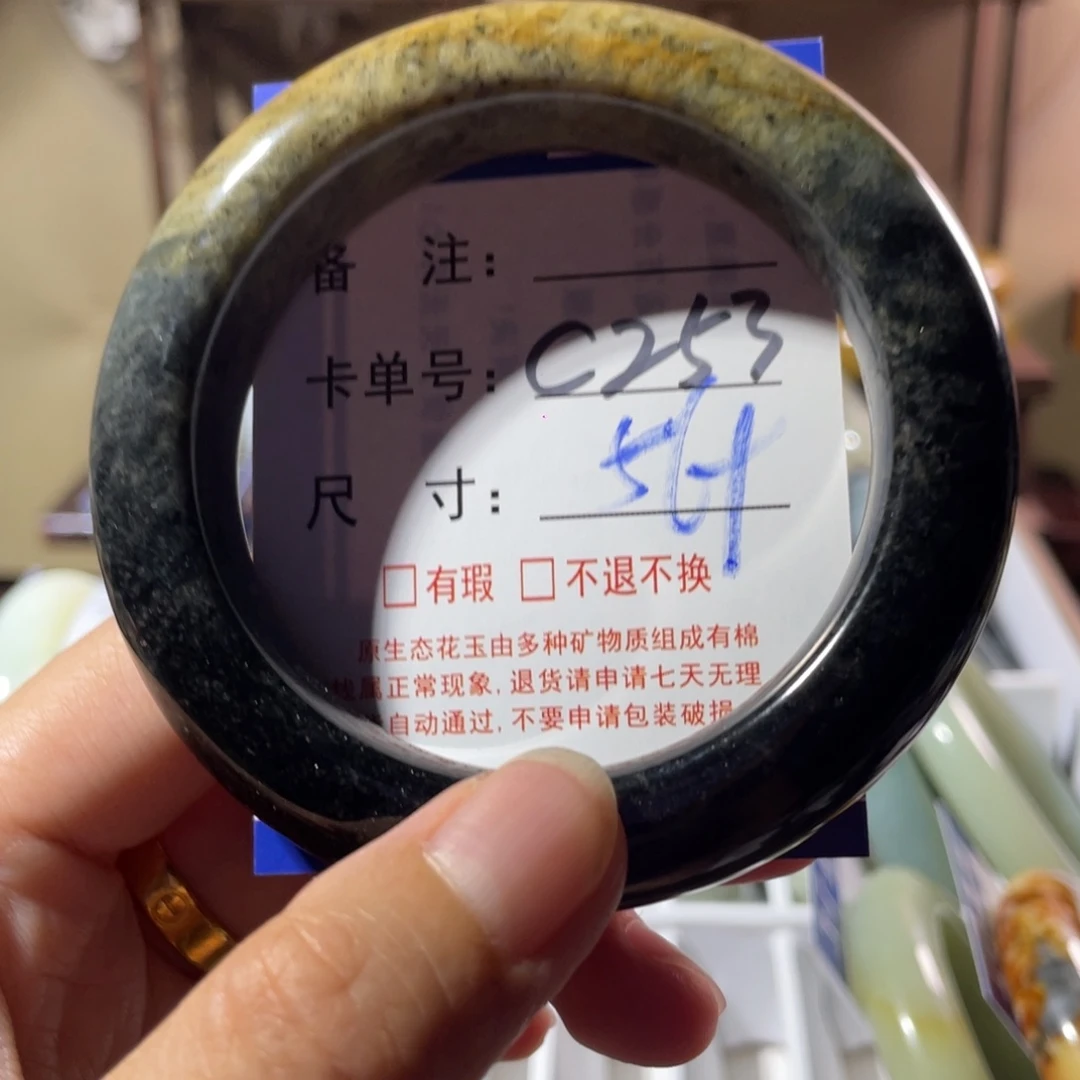 备 注：
卡单号：C253
尺 寸：
□有瑕 □不退不换
原生态花玉由多种矿物质组成有棉
属正常现象，退货请申请七天无理
自动通过，不要申请包装破损